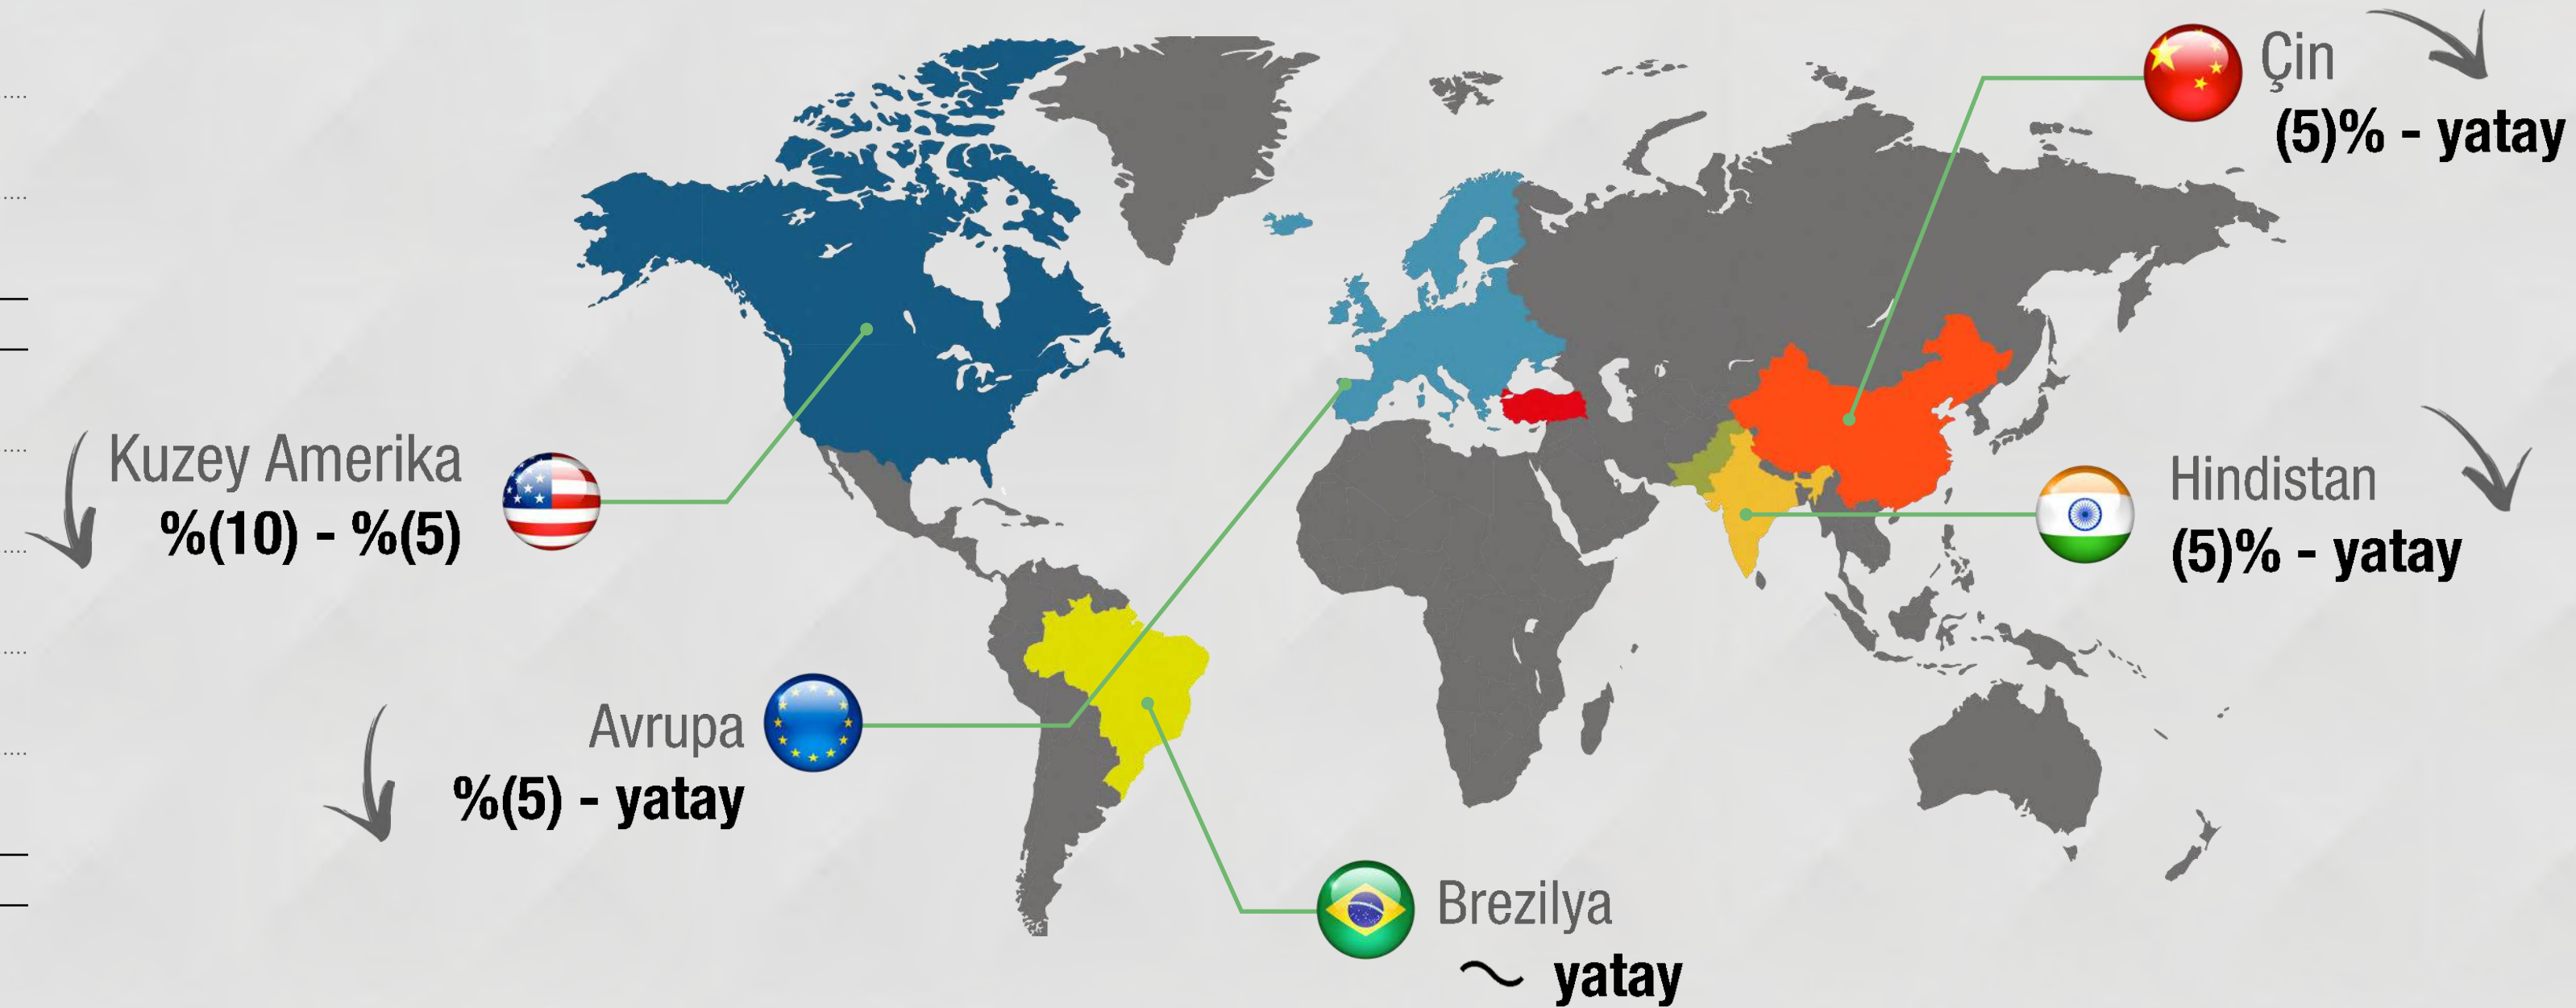 Çin
(5)% - yatay
Kuzey Amerika
%(10) - %(5)
Hindistan
(5)% - yatay
Avrupa
%(5) - yatay
Brezilya
~ yatay